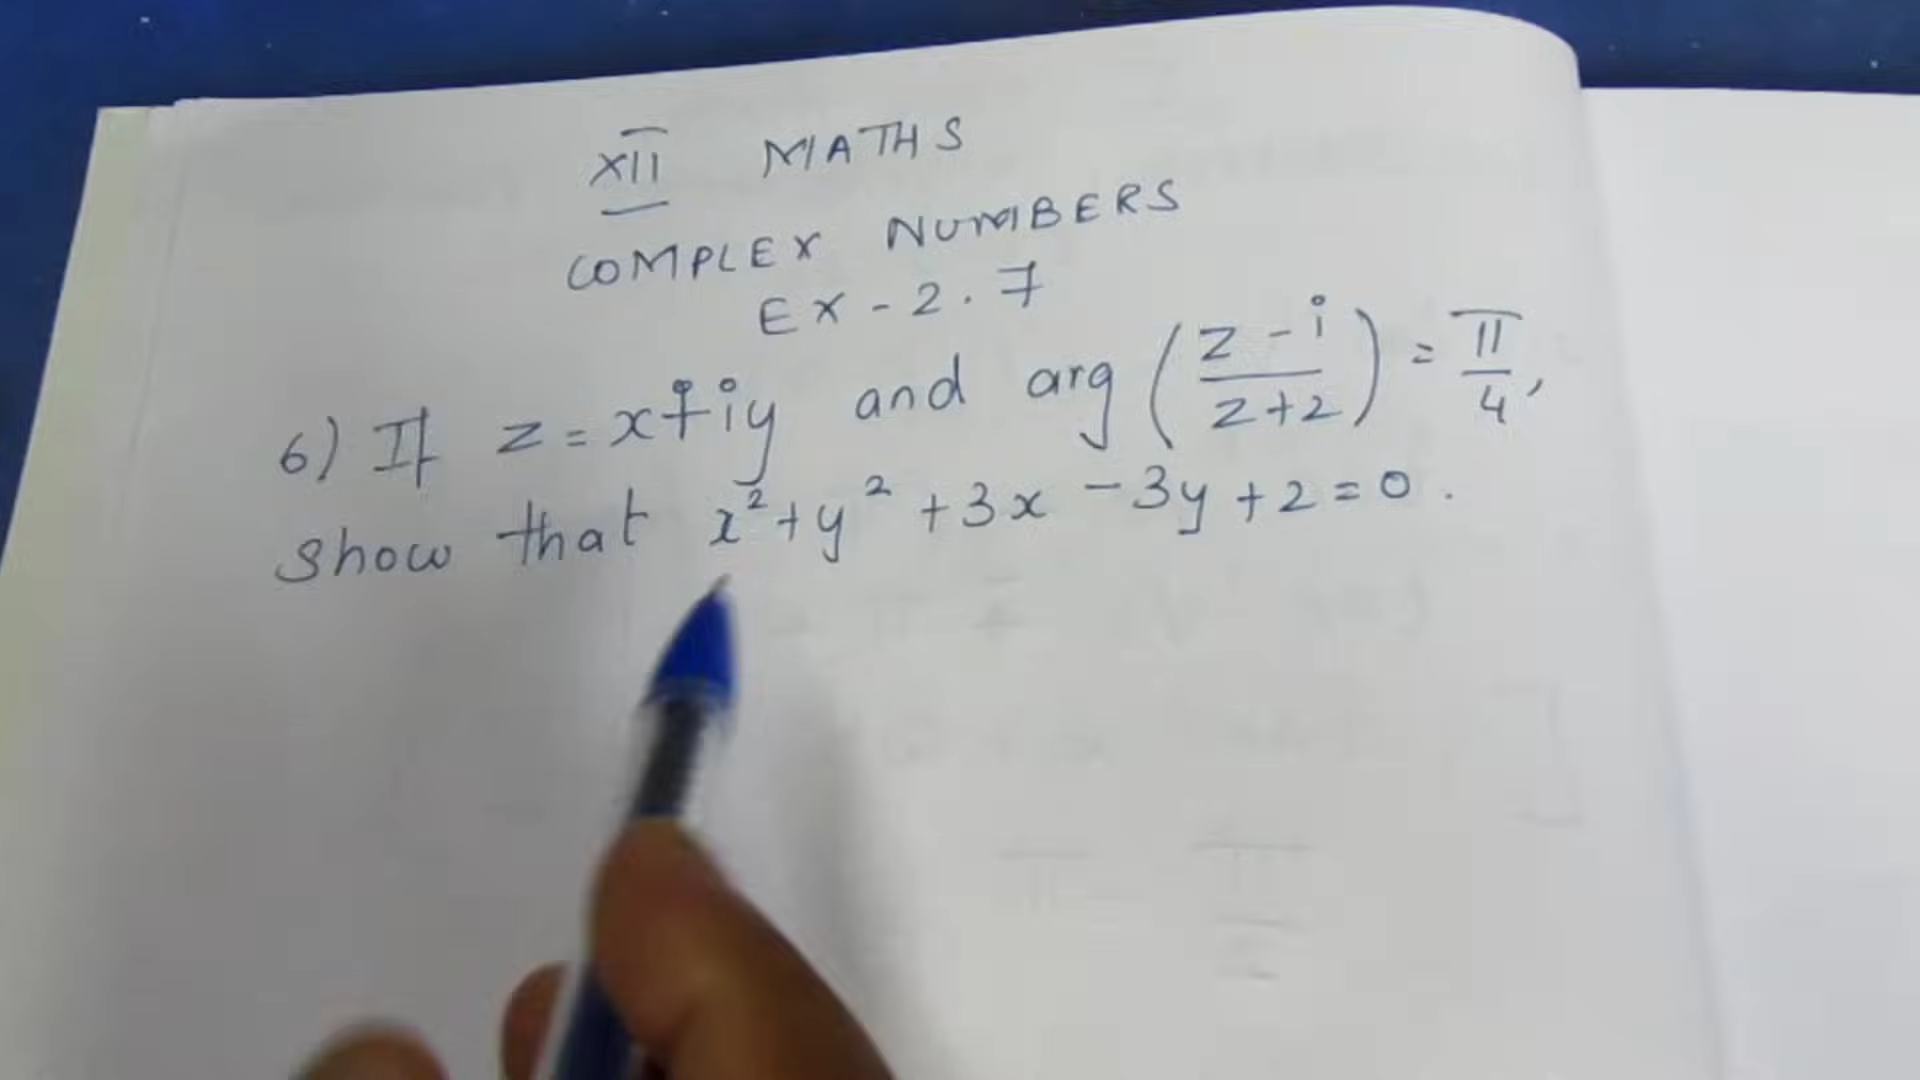 XII MATHS
COMPLEX NUMBERS
EX - 2.7
6) If z = x+iy and arg (z - i / z+2) = π/4,
show that x²+y²+3x-3y+2=0.